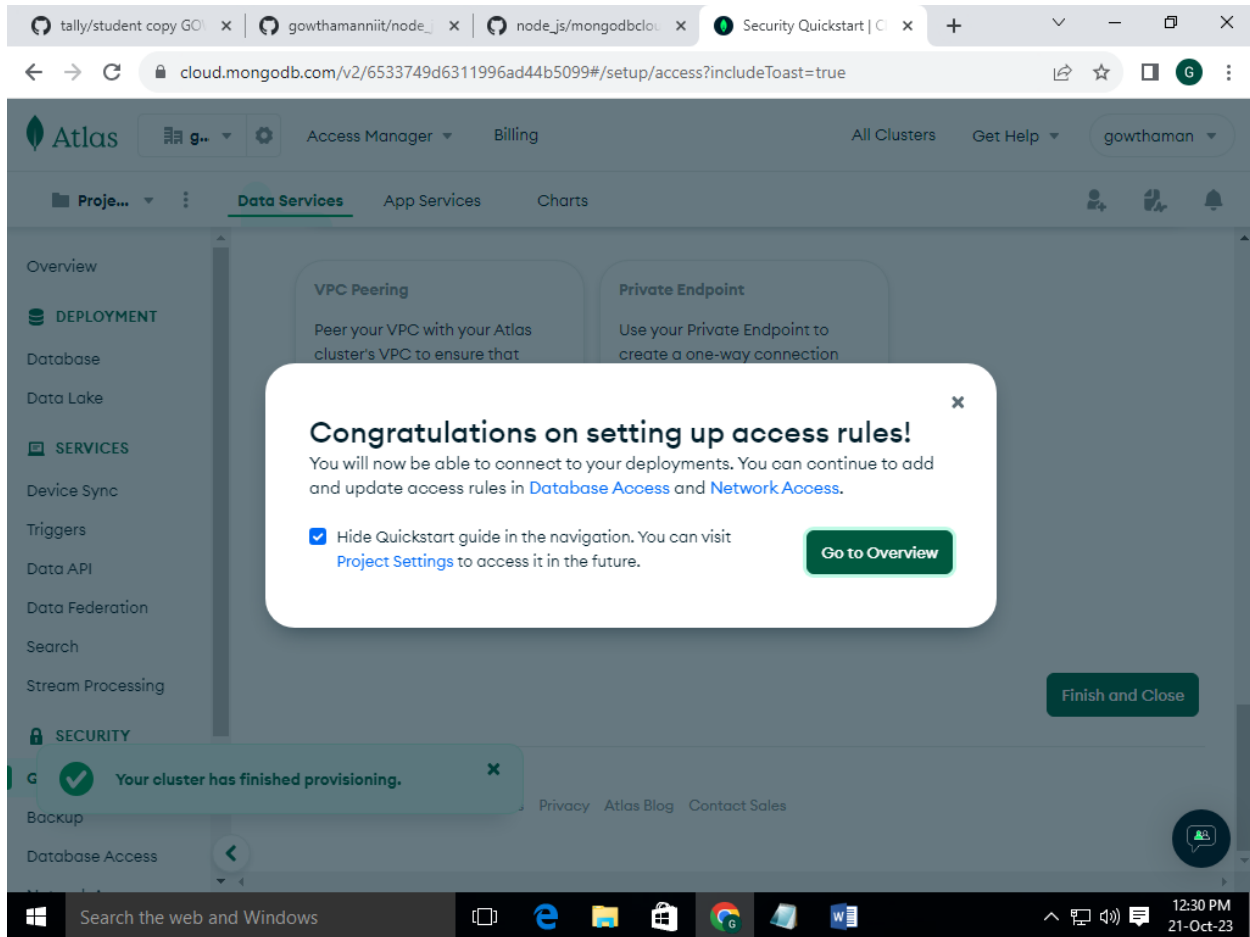 tally/student copy GO
gowthamanniit/node_j
node_js/mongodbclou
Security Quickstart | C
cloud.mongodb.com/v2/6533749d6311996ad44b5099#/setup/access?includeToast=true
G
Atlas
g...
Access Manager
Billing
All Clusters
Get Help
gowthaman
Proje...
Data Services
App Services
Charts
Overview
DEPLOYMENT
Database
Data Lake
SERVICES
Device Sync
Triggers
Data API
Data Federation
Search
Stream Processing
SECURITY
Backup
Database Access
VPC Peering
Peer your VPC with your Atlas
cluster's VPC to ensure that
Private Endpoint
Use your Private Endpoint to
create a one-way connection
Congratulations on setting up access rules!
You will now be able to connect to your deployments. You can continue to add
and update access rules in Database Access and Network Access.
Hide Quickstart guide in the navigation. You can visit
Project Settings to access it in the future.
Go to Overview
Finish and Close
Your cluster has finished provisioning.
Privacy Atlas Blog Contact Sales
Search the web and Windows
12:30 PM
21-Oct-23